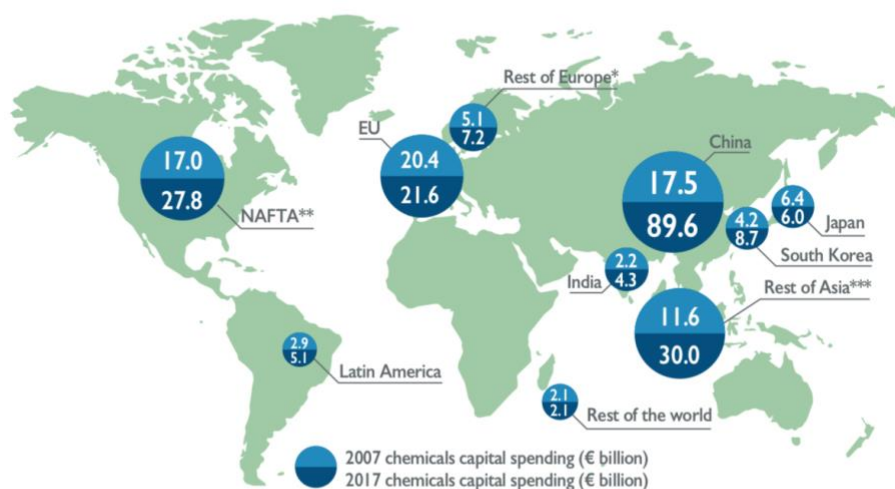 Rest of Europe*
5.1
7.2
EU
20.4
21.6
China
17.5
89.6
17.0
27.8
NAFTA**
6.4
6.0
Japan
4.2
8.7
South Korea
2.2
4.3
India
Rest of Asia***
11.6
30.0
2.9
5.1
Latin America
2.1
2.1
Rest of the world
2007 chemicals capital spending (€ billion)
2017 chemicals capital spending (€ billion)